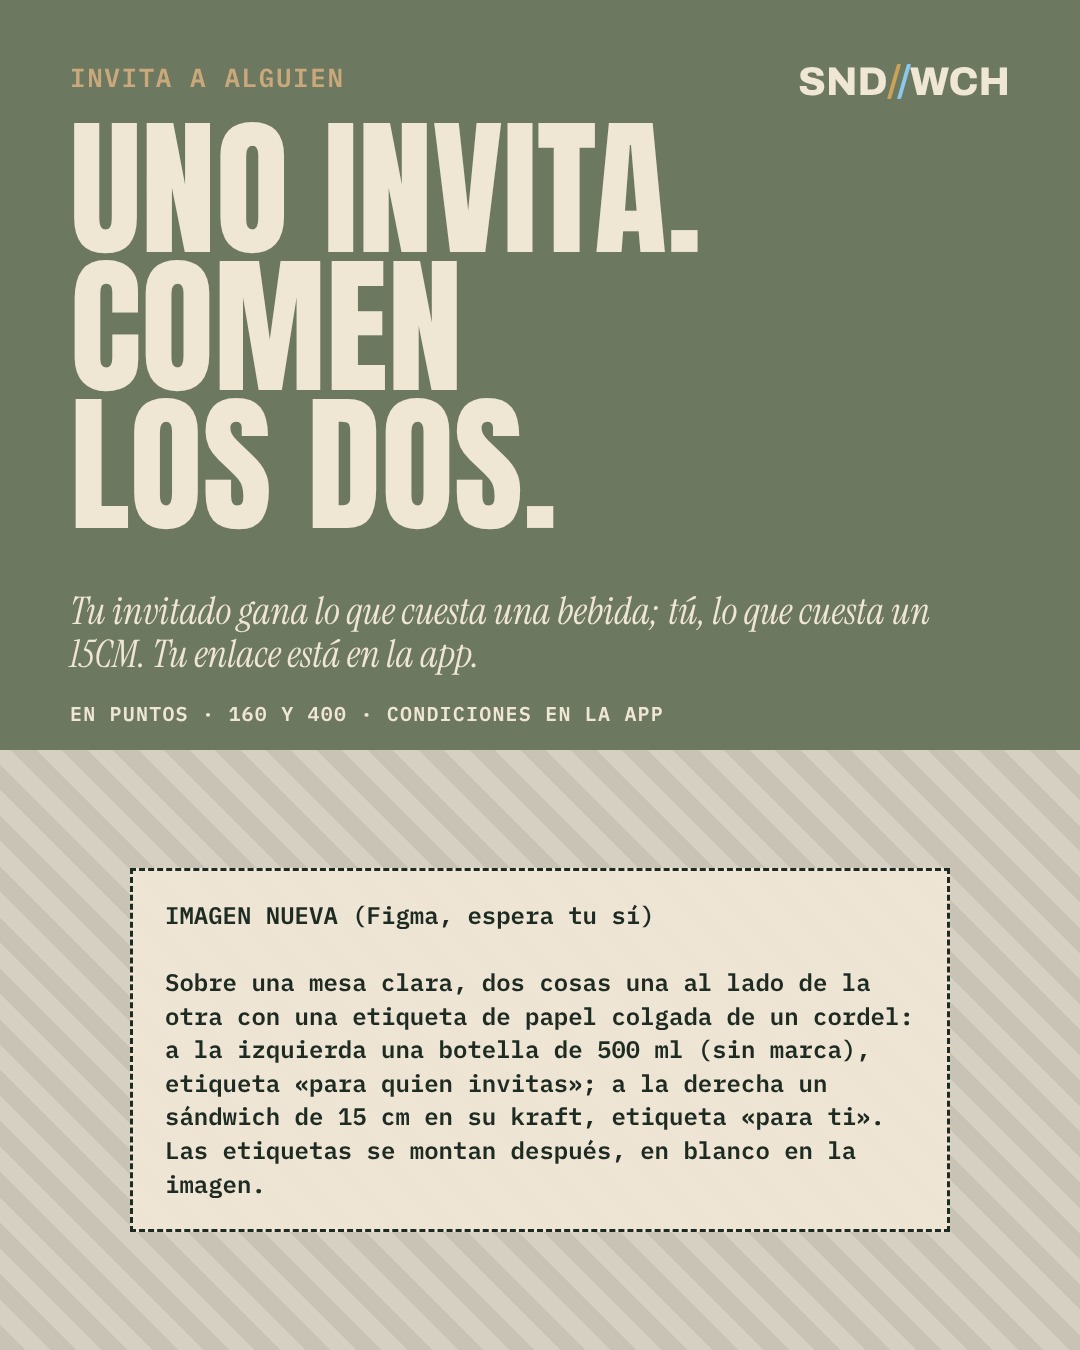 INVITA A ALGUIEN
SND//WCH
UNO INVITA.
COMEN
LOS DOS.
Tu invitado gana lo que cuesta una bebida; tú, lo que cuesta un
15CM. Tu enlace está en la app.
EN PUNTOS · 160 Y 400 · CONDICIONES EN LA APP
IMAGEN NUEVA (Figma, espera tu sí)
Sobre una mesa clara, dos cosas una al lado de la
otra con una etiqueta de papel colgada de un cordel:
a la izquierda una botella de 500 ml (sin marca),
etiqueta «para quien invitas»; a la derecha un
sándwich de 15 cm en su kraft, etiqueta «para ti».
Las etiquetas se montan después, en blanco en la
imagen.